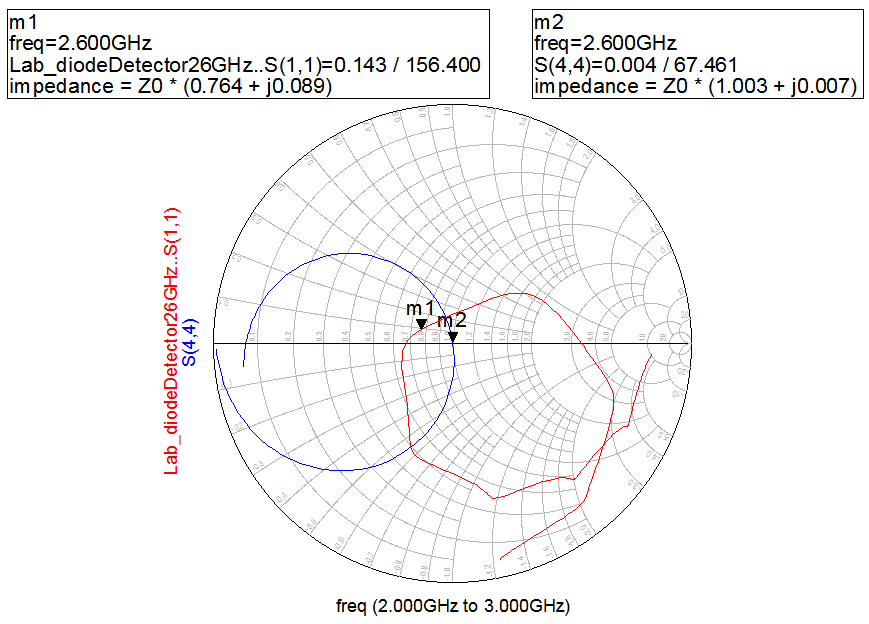 m1
freq=2.600GHz
Lab_diodeDetector26GHz..S(1,1)=0.143 / 156.400
impedance = Z0 * (0.764 + j0.089)
m2
freq=2.600GHz
S(4,4)=0.004 / 67.461
impedance = Z0 * (1.003 + j0.007)
Lab_diodeDetector26GHz..S(1,1)
S(4,4)
m1
m2
freq (2.000GHz to 3.000GHz)